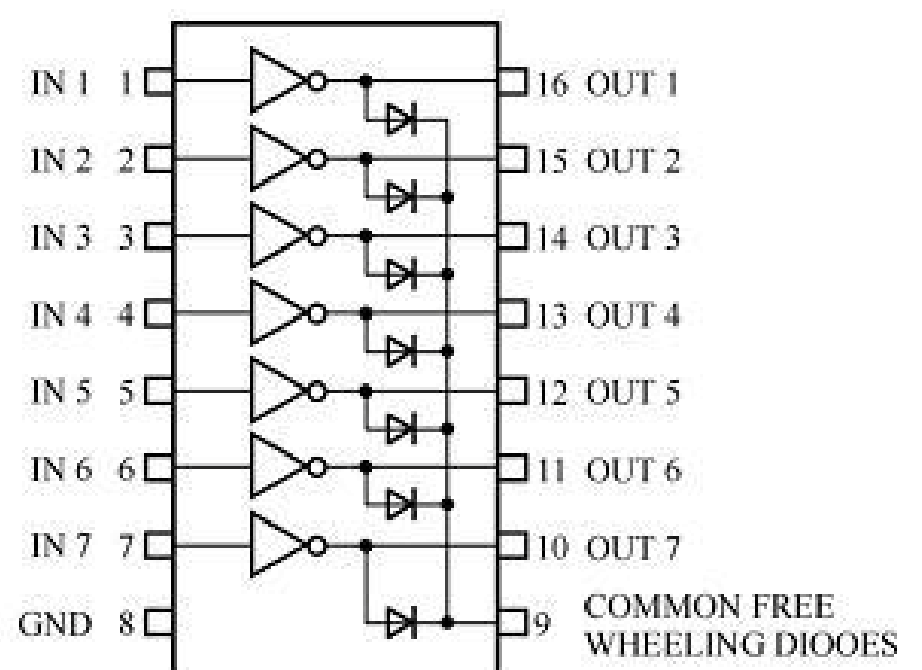 IN 1 1 16 OUT 1
IN 2 2 15 OUT 2
IN 3 3 14 OUT 3
IN 4 4 13 OUT 4
IN 5 5 12 OUT 5
IN 6 6 11 OUT 6
IN 7 7 10 OUT 7
GND 8 9 COMMON FREE
WHEELING DIOOES